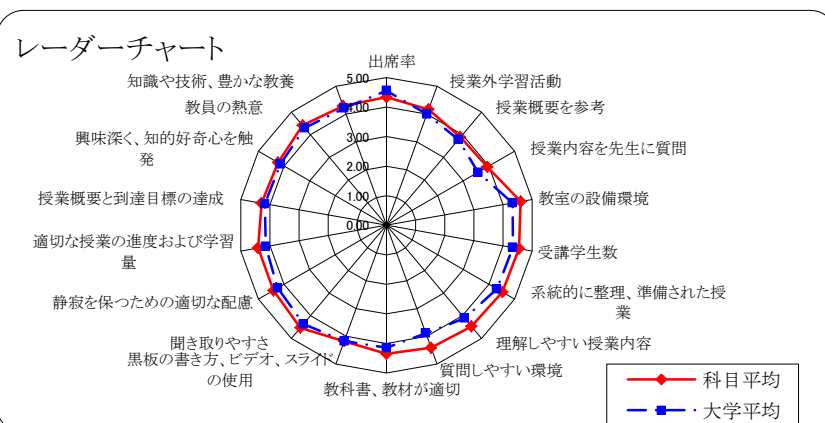 レーダーチャート
出席率
授業外学習活動
授業概要を参考
授業内容を先生に質問
教室の設備環境
受講学生数
系統的に整理、準備された授
業
理解しやすい授業内容
質問しやすい環境
教科書、教材が適切
黒板の書き方、ビデオ、スライド
の使用
聞き取りやすさ
静寂を保つための適切な配慮
適切な授業の進度および学習
量
授業概要と到達目標の達成
興味深く、知的好奇心を触
発
教員の熱意
知識や技術、豊かな教養
5.00
4.00
3.00
2.00
1.00
0.00
科目平均
大学平均